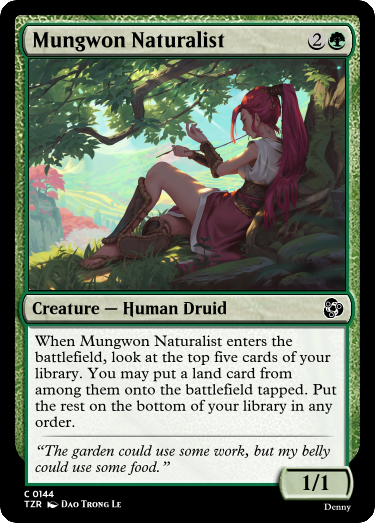 Mungwon Naturalist 2
Creature — Human Druid
When Mungwon Naturalist enters the
battlefield, look at the top five cards of your
library. You may put a land card from
among them onto the battlefield tapped. Put
the rest on the bottom of your library in any
order.
“The garden could use some work, but my belly
could use some food.”
1/1
C 0144
TZR Dao Trong Le
Denny